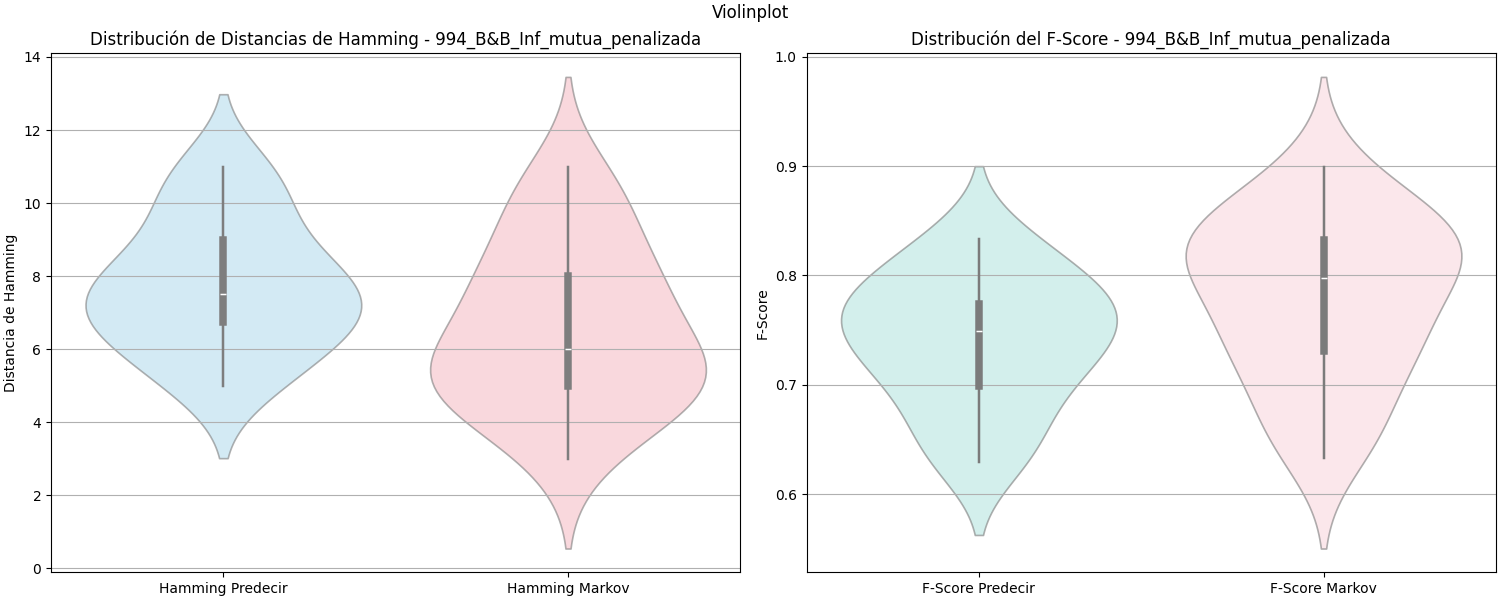 Violinplot
Distribución de Distancias de Hamming - 994_B&B_Inf_mutua_penalizada
14
12
10
8
6
4
2
0
Distancia de Hamming
Hamming Predecir
Hamming Markov
Distribución del F-Score - 994_B&B_Inf_mutua_penalizada
1.0
0.9
0.8
0.7
0.6
F-Score
F-Score Predecir
F-Score Markov